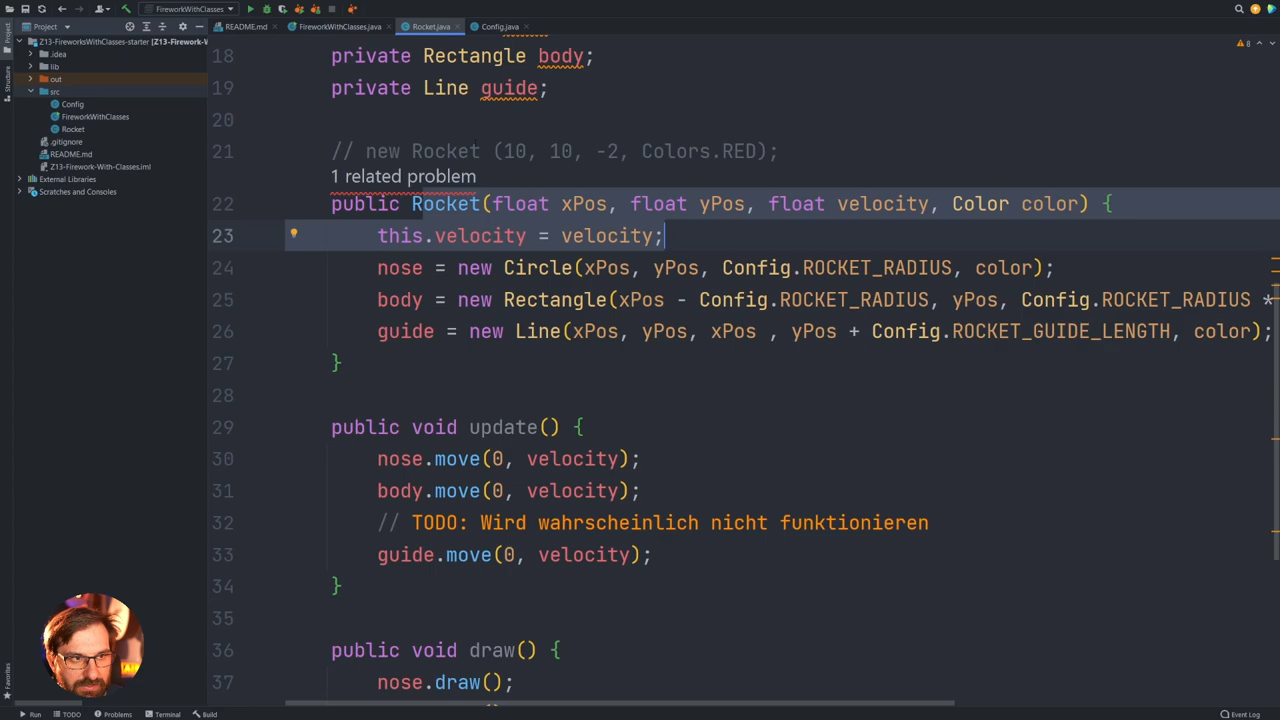 FireworkWithClasses
Project
README.md
FireworkWithClasses.java
Rocket.java
Config.java
Project
Structure
Favorites
Z13-FireworksWithClasses-starter [Z13-Firework-W
.idea
lib
out
src
Config
FireworkWithClasses
Rocket
.gitignore
README.md
Z13-Firework-With-Classes.iml
External Libraries
Scratches and Consoles
8
18 private Rectangle body;
19 private Line guide;
20
21 // new Rocket (10, 10, -2, Colors.RED);
1 related problem
22 public Rocket(float xPos, float yPos, float velocity, Color color) {
23 this.velocity = velocity;
24 nose = new Circle(xPos, yPos, Config.ROCKET_RADIUS, color);
25 body = new Rectangle(xPos - Config.ROCKET_RADIUS, yPos, Config.ROCKET_RADIUS *
26 guide = new Line(xPos, yPos, xPos , yPos + Config.ROCKET_GUIDE_LENGTH, color);
27 }
28
29 public void update() {
30 nose.move(0, velocity);
31 body.move(0, velocity);
32 // TODO: Wird wahrscheinlich nicht funktionieren
33 guide.move(0, velocity);
34 }
35
36 public void draw() {
37 nose.draw();
Run
TODO
Problems
Terminal
Build
Event Log